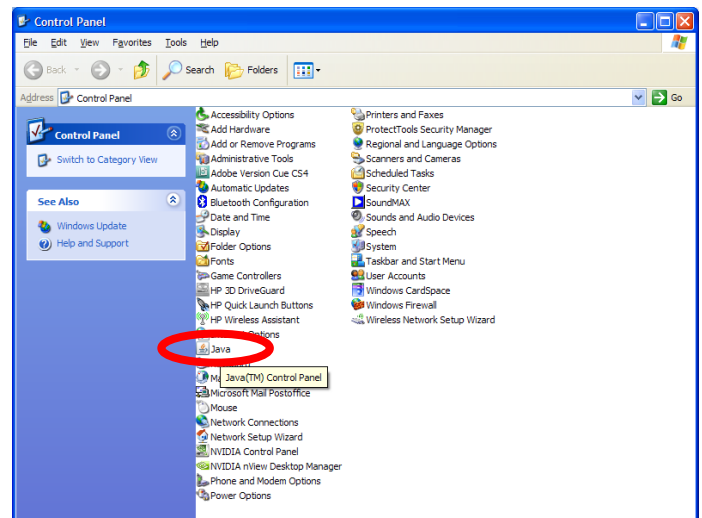 Control Panel
File Edit View Favorites Tools Help
Back Search Folders
Address Control Panel Go
Control Panel
Switch to Category View
See Also
Windows Update
Help and Support
Accessibility Options
Add Hardware
Add or Remove Programs
Administrative Tools
Adobe Version Cue CS4
Automatic Updates
Bluetooth Configuration
Date and Time
Display
Folder Options
Fonts
Game Controllers
HP 3D DriveGuard
HP Quick Launch Buttons
HP Wireless Assistant
Options
Java
Java(TM) Control Panel
Microsoft Mail Postoffice
Mouse
Network Connections
Network Setup Wizard
NVIDIA Control Panel
NVIDIA nView Desktop Manager
Phone and Modem Options
Power Options
Printers and Faxes
ProtectTools Security Manager
Regional and Language Options
Scanners and Cameras
Scheduled Tasks
Security Center
SoundMAX
Sounds and Audio Devices
Speech
System
Taskbar and Start Menu
User Accounts
Windows CardSpace
Windows Firewall
Wireless Network Setup Wizard